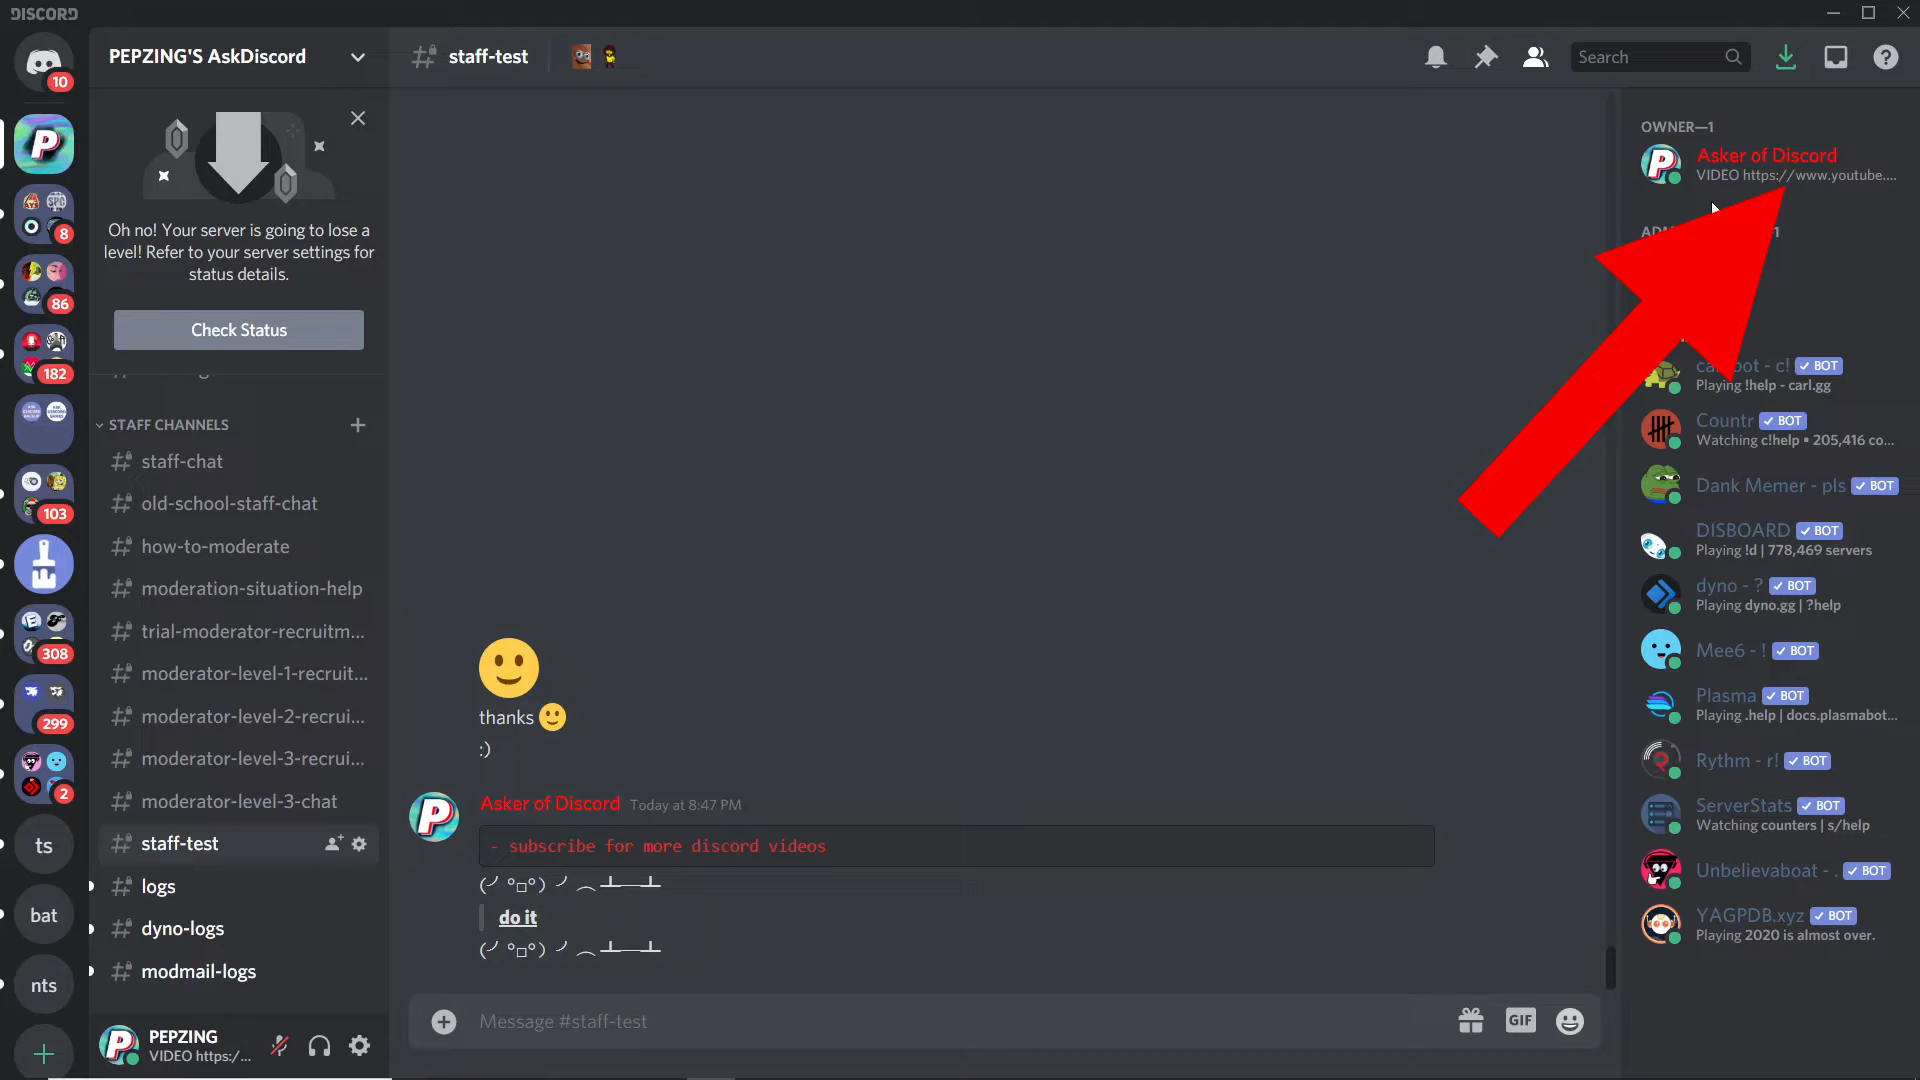 DISCORD
10
8
86
182
103
308
299
2
ts
bat
nts
PEPZING'S AskDiscord
Oh no! Your server is going to lose a
level! Refer to your server settings for
status details.
Check Status
STAFF CHANNELS
staff-chat
old-school-staff-chat
how-to-moderate
moderation-situation-help
trial-moderator-recruitm...
moderator-level-1-recruit...
moderator-level-2-recrui...
moderator-level-3-recrui...
moderator-level-3-chat
staff-test
logs
dyno-logs
modmail-logs
PEPZING
VIDEO https:/...
staff-test
Search
thanks
:)
Asker of Discord Today at 8:47 PM
- subscribe for more discord videos
(╯°□°)╯︵ ┻━┻
do it
(╯°□°)╯︵ ┻━┻
Message #staff-test
GIF
OWNER—1
Asker of Discord
VIDEO https://www.youtube....
- c! ✓ BOT
Playing !help - carl.gg
Countr ✓ BOT
Watching c!help • 205,416 co...
Dank Memer - pls ✓ BOT
DISBOARD ✓ BOT
Playing !d | 778,469 servers
dyno - ? ✓ BOT
Playing dyno.gg | ?help
Mee6 - ! ✓ BOT
Plasma ✓ BOT
Playing .help | docs.plasmabot...
Rythm - r! ✓ BOT
ServerStats ✓ BOT
Watching counters | s/help
Unbelievaboat - . ✓ BOT
YAGPDB.xyz ✓ BOT
Playing 2020 is almost over.